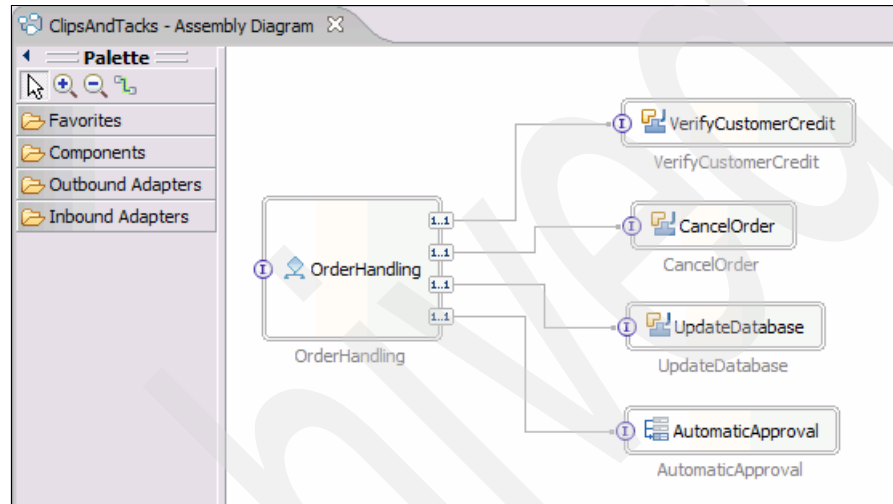 ClipsAndTacks - Assembly Diagram
Palette
Favorites
Components
Outbound Adapters
Inbound Adapters
I VerifyCustomerCredit
VerifyCustomerCredit
1..1
I CancelOrder
1..1
CancelOrder
I OrderHandling
1..1
1..1
I UpdateDatabase
OrderHandling
UpdateDatabase
I AutomaticApproval
AutomaticApproval